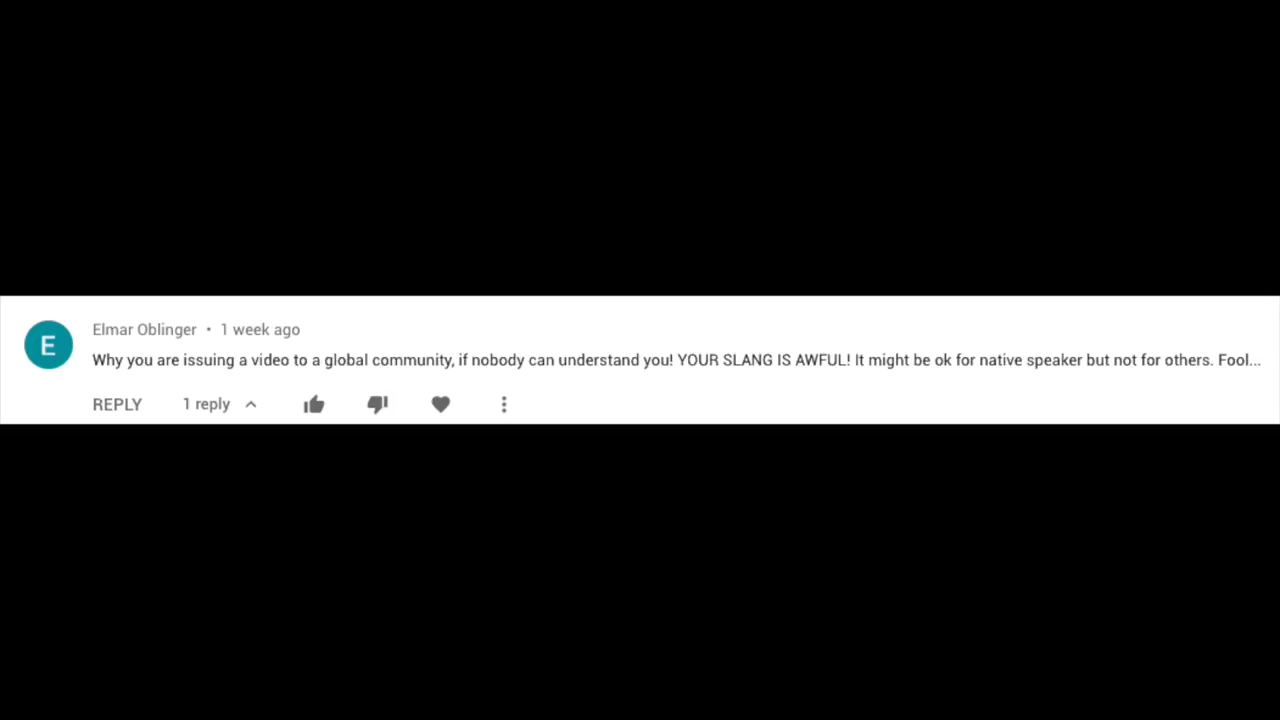 E
Elmar Oblinger • 1 week ago
Why you are issuing a video to a global community, if nobody can understand you! YOUR SLANG IS AWFUL! It might be ok for native speaker but not for others. Fool...
REPLY 1 reply